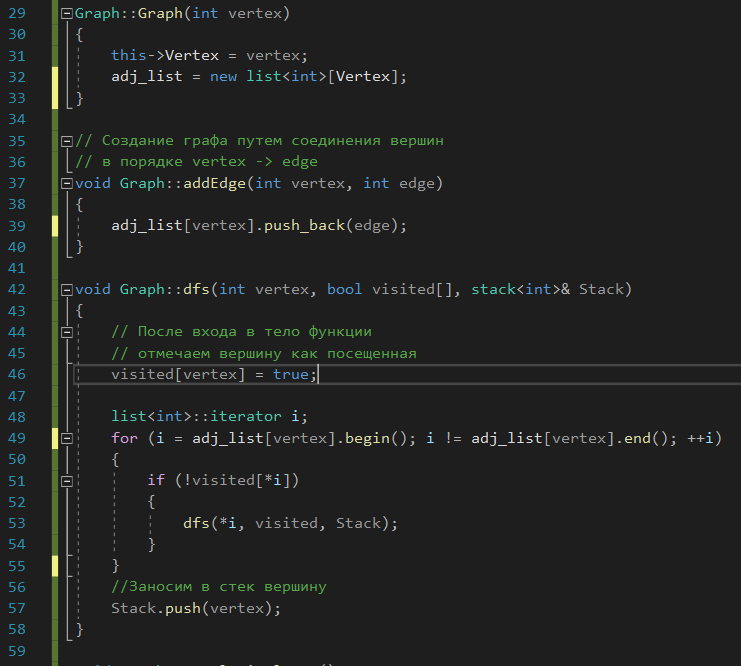 29 Graph::Graph(int vertex)
30 {
31 this->Vertex = vertex;
32 adj_list = new list<int>[Vertex];
33 }
34
35 // Создание графа путем соединения вершин
36 // в порядке vertex -> edge
37 void Graph::addEdge(int vertex, int edge)
38 {
39 adj_list[vertex].push_back(edge);
40 }
41
42 void Graph::dfs(int vertex, bool visited[], stack<int>& Stack)
43 {
44 // После входа в тело функции
45 // отмечаем вершину как посещенная
46 visited[vertex] = true;
47
48 list<int>::iterator i;
49 for (i = adj_list[vertex].begin(); i != adj_list[vertex].end(); ++i)
50 {
51 if (!visited[*i])
52 {
53 dfs(*i, visited, Stack);
54 }
55 }
56 //Заносим в стек вершину
57 Stack.push(vertex);
58 }
59